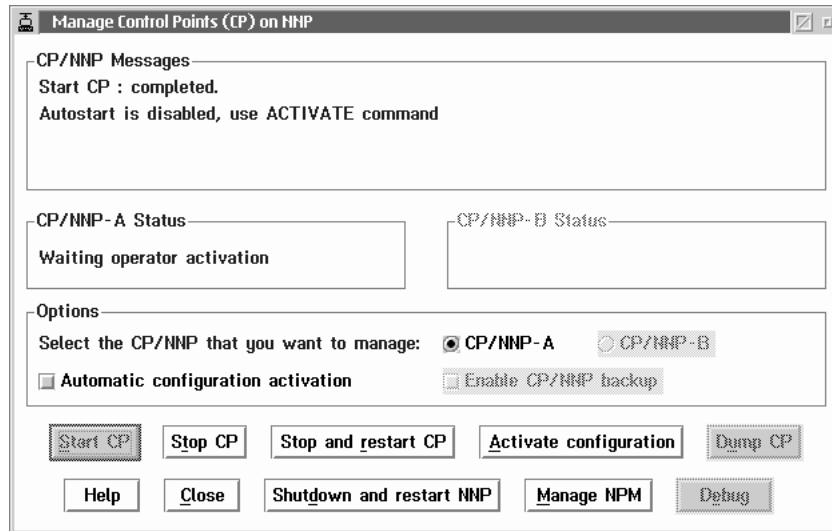 Manage Control Points (CP) on NNP
CP/NNP Messages
Start CP : completed.
Autostart is disabled, use ACTIVATE command
CP/NNP-A Status
CP/NNP-B Status
Waiting operator activation
Options
Select the CP/NNP that you want to manage: CP/NNP-A CP/NNP-B
Automatic configuration activation Enable CP/NNP backup
Start CP Stop CP Stop and restart CP Activate configuration Dump CP
Help Close Shutdown and restart NNP Manage NPM Debug